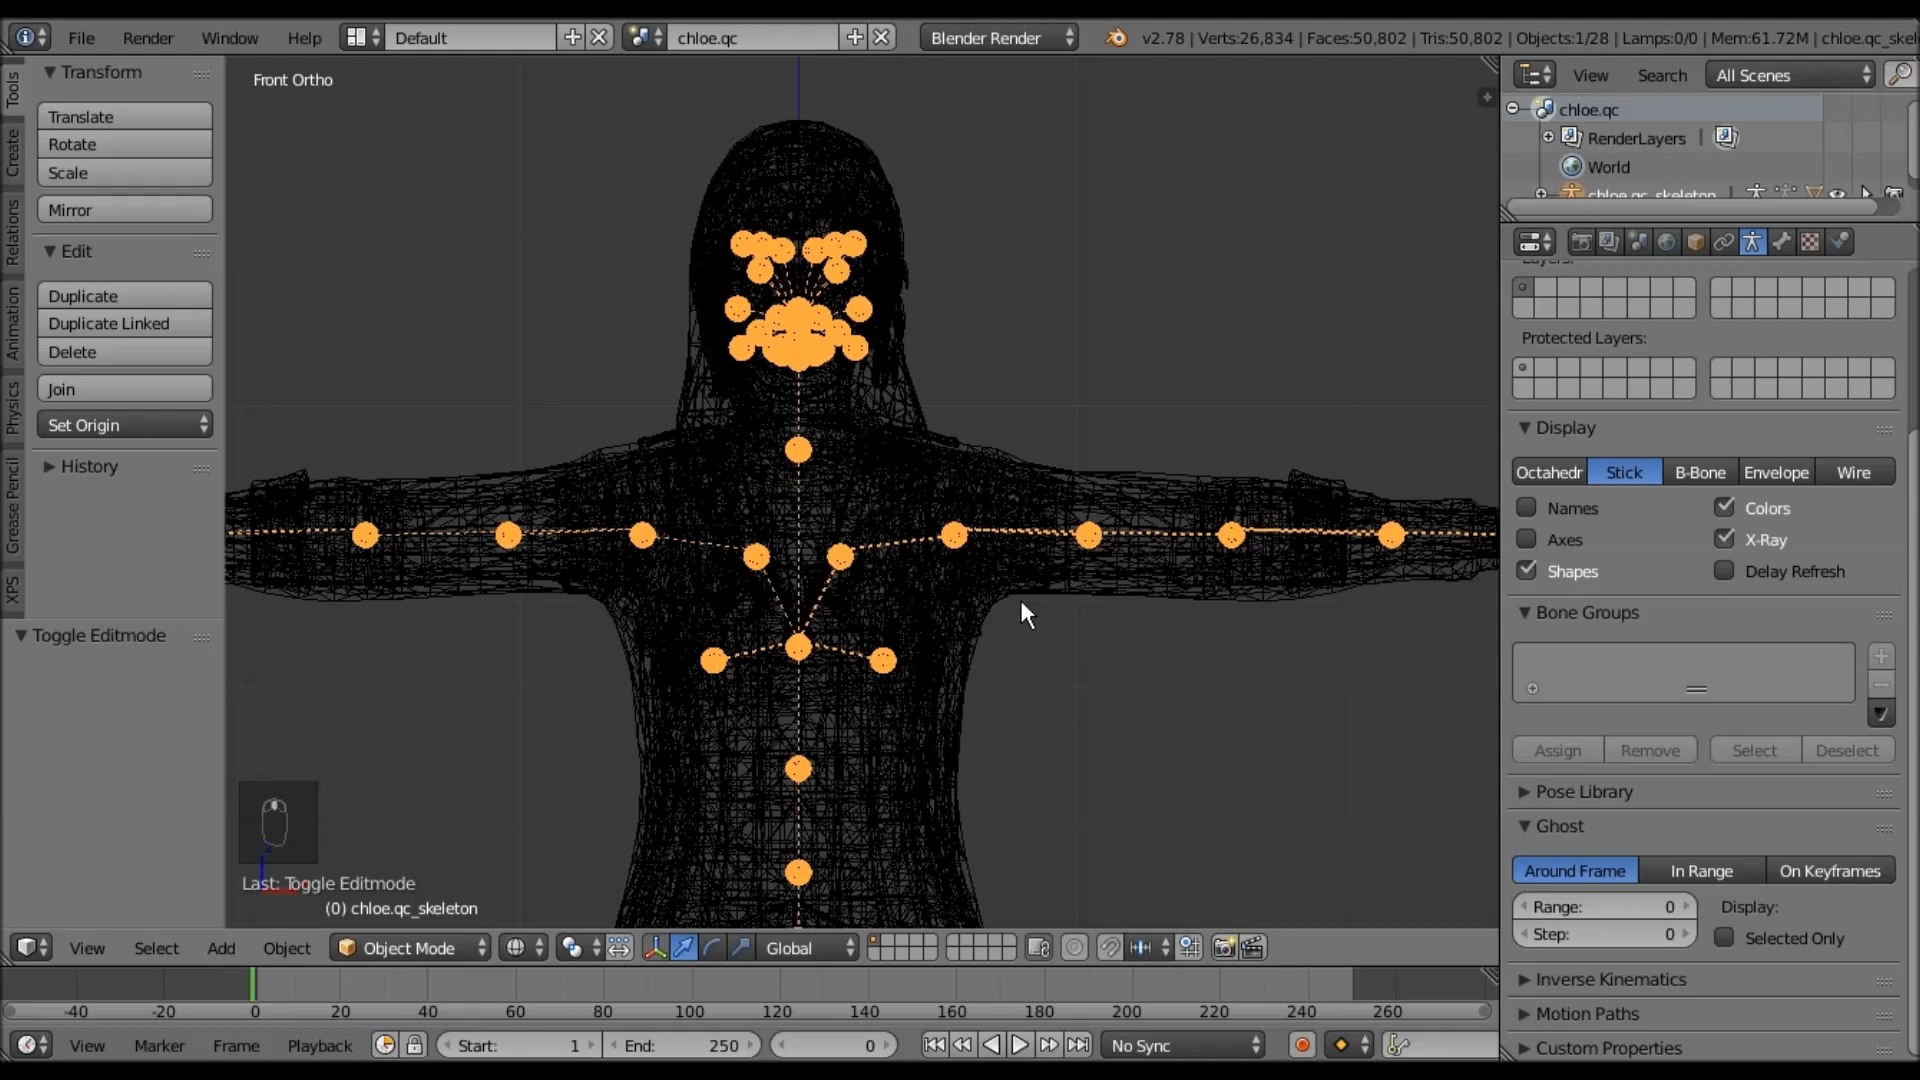 File Render Window Help Default chloe.qc Blender Render v2.78 | Verts:26,834 | Faces:50,802 | Tris:50,802 | Objects:1/28 | Lamps:0/0 | Mem:61.72M | chloe.qc_skel
Tools
Create
Relations
Animation
Physics
Grease Pencil
XPS
Transform
Translate
Rotate
Scale
Mirror
Edit
Duplicate
Duplicate Linked
Delete
Join
Set Origin
History
Toggle Editmode
Front Ortho
Last: Toggle Editmode
(0) chloe.qc_skeleton
View Search All Scenes
chloe.qc
RenderLayers |
World
chloe.qc_skeleton |
Layers:
Protected Layers:
Display
Octahedr Stick B-Bone Envelope Wire
Names Colors
Axes X-Ray
Shapes Delay Refresh
Bone Groups
Assign Remove Select Deselect
Pose Library
Ghost
Around Frame In Range On Keyframes
Range: 0 Display:
Step: 0 Selected Only
Inverse Kinematics
Motion Paths
Custom Properties
View Select Add Object Object Mode Global
-40 -20 0 20 40 60 80 100 120 140 160 180 200 220 240 260
View Marker Frame Playback Start: 1 End: 250 0 No Sync